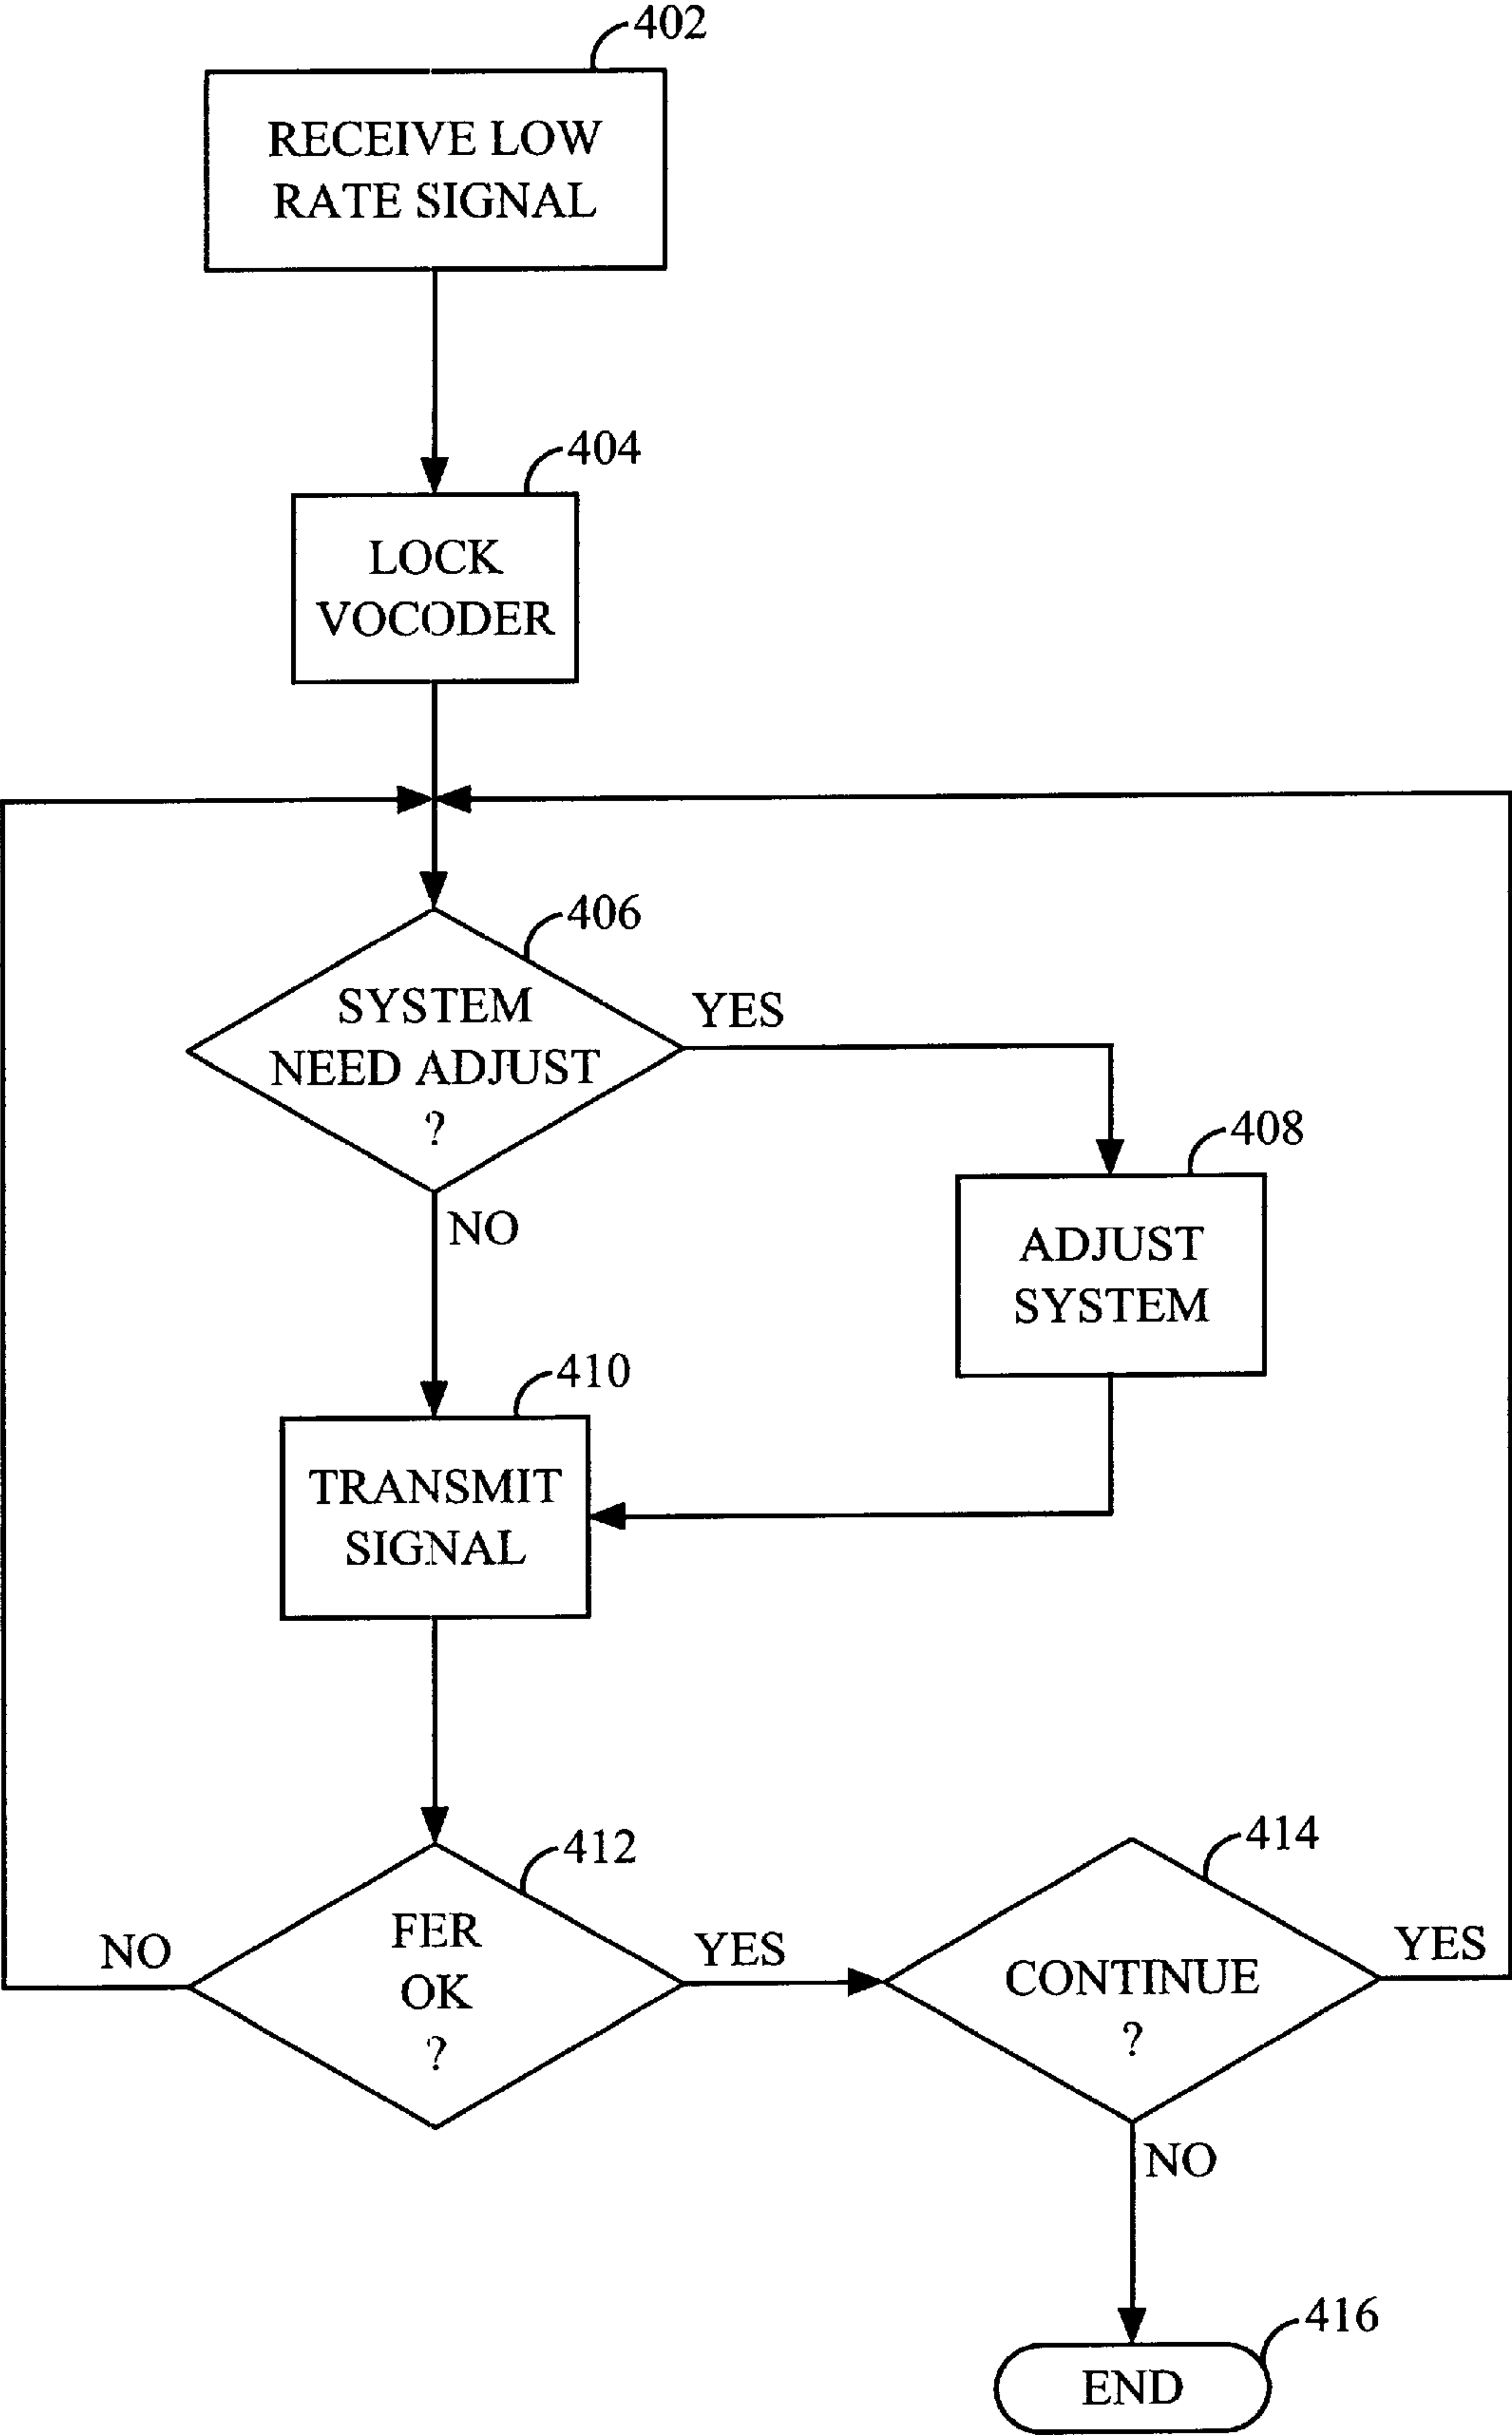 402
RECEIVE LOW
RATE SIGNAL
404
LOCK
VOCODER
406
SYSTEM
NEED ADJUST
?
YES
NO
408
ADJUST
SYSTEM
410
TRANSMIT
SIGNAL
412
FER
OK
?
NO
YES
414
CONTINUE
?
YES
NO
416
END